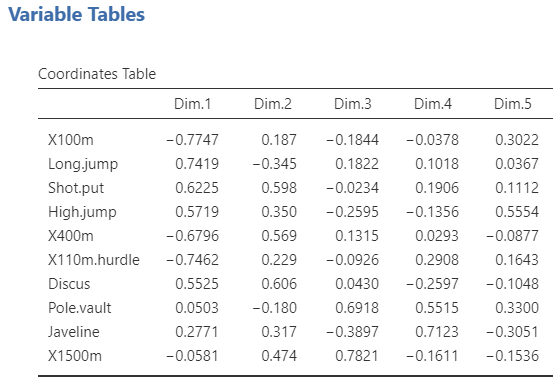 Variable Tables
Coordinates Table
Dim.1 Dim.2 Dim.3 Dim.4 Dim.5
X100m −0.7747 0.187 −0.1844 −0.0378 0.3022
Long.jump 0.7419 −0.345 0.1822 0.1018 0.0367
Shot.put 0.6225 0.598 −0.0234 0.1906 0.1112
High.jump 0.5719 0.350 −0.2595 −0.1356 0.5554
X400m −0.6796 0.569 0.1315 0.0293 −0.0877
X110m.hurdle −0.7462 0.229 −0.0926 0.2908 0.1643
Discus 0.5525 0.606 0.0430 −0.2597 −0.1048
Pole.vault 0.0503 −0.180 0.6918 0.5515 0.3300
Javeline 0.2771 0.317 −0.3897 0.7123 −0.3051
X1500m −0.0581 0.474 0.7821 −0.1611 −0.1536